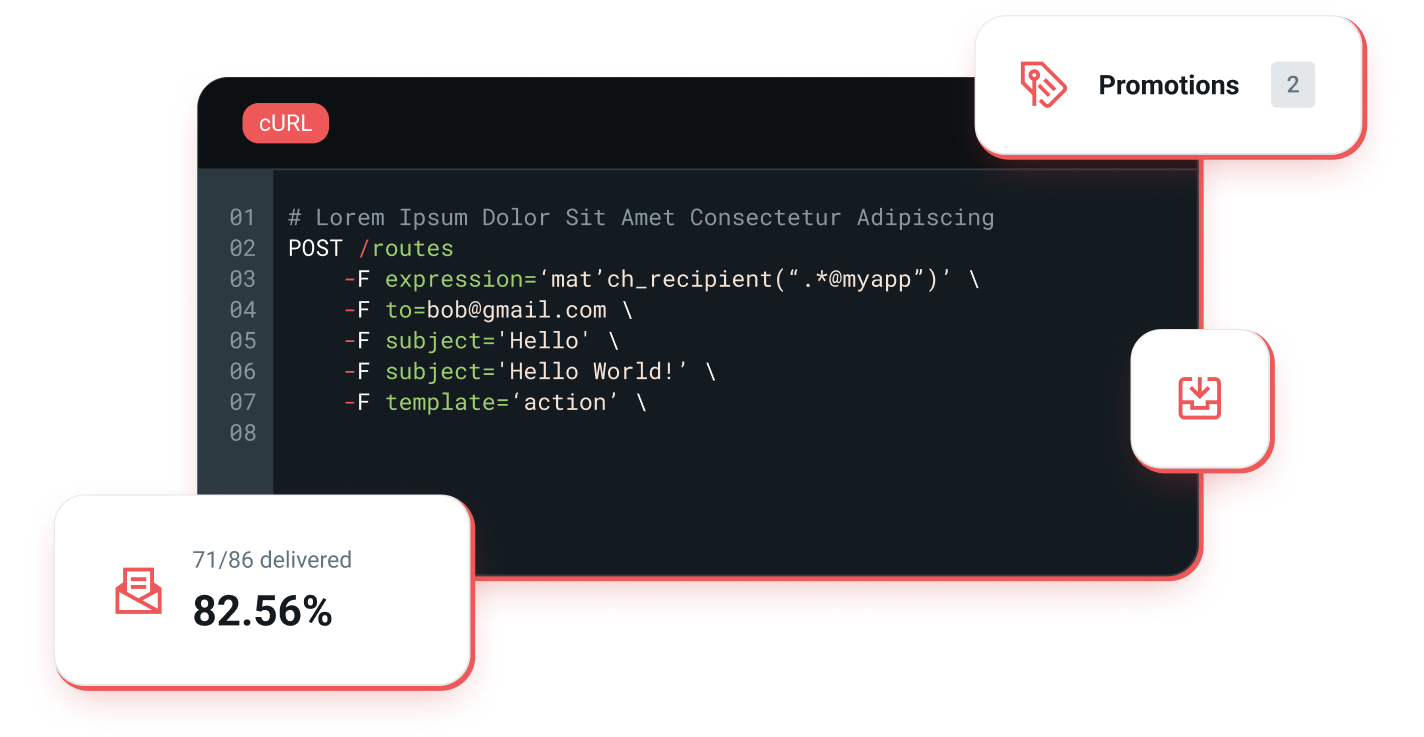 Promotions 2
cURL
01 # Lorem Ipsum Dolor Sit Amet Consectetur Adipiscing
02 POST /routes
03 -F expression=‘mat’ch_recipient(“.*@myapp”)’ \
04 -F to=bob@gmail.com \
05 -F subject='Hello' \
06 -F subject='Hello World!’ \
07 -F template=‘action’ \
08
71/86 delivered
82.56%